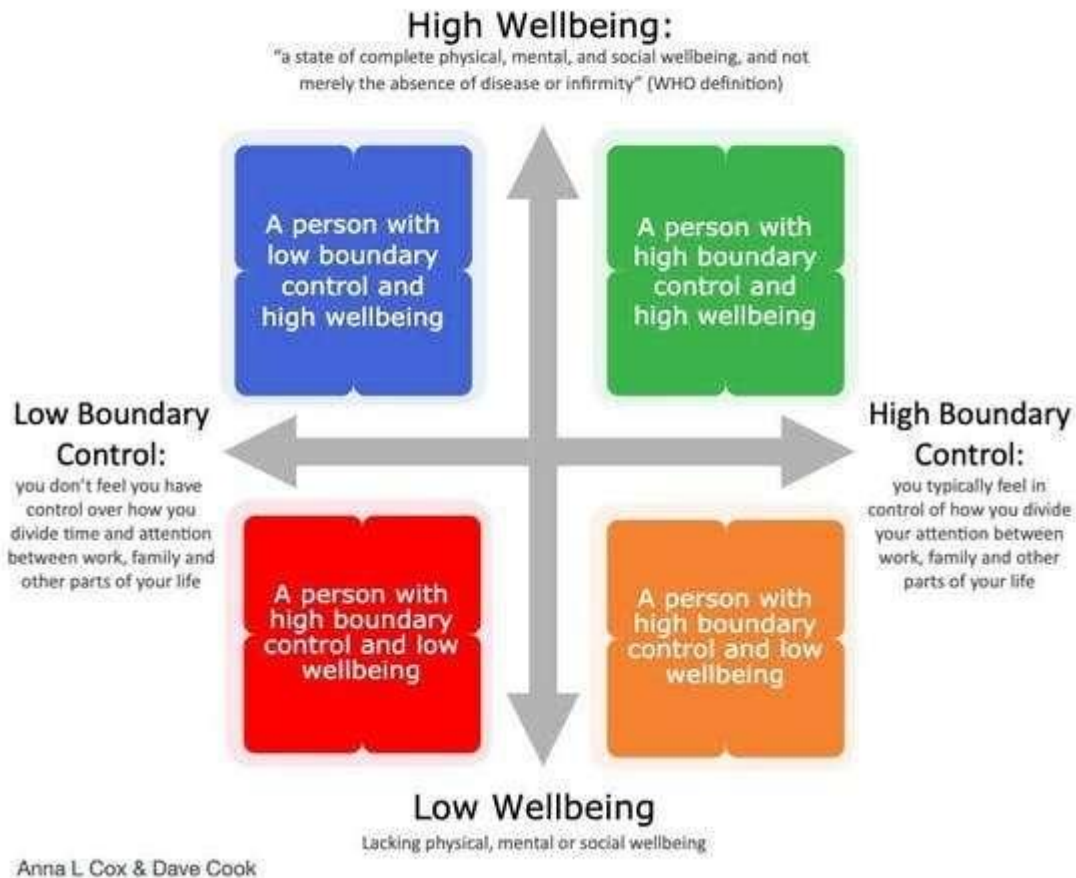 High Wellbeing:
"a state of complete physical, mental, and social wellbeing, and not
merely the absence of disease or infirmity" (WHO definition)
A person with
low boundary
control and
high wellbeing
A person with
high boundary
control and
high wellbeing
Low Boundary
Control:
you don't feel you have
control over how you
divide time and attention
between work, family and
other parts of your life
High Boundary
Control:
you typically feel in
control of how you divide
your attention between
work, family and other
parts of your life
A person with
high boundary
control and low
wellbeing
A person with
high boundary
control and low
wellbeing
Low Wellbeing
Lacking physical, mental or social wellbeing
Anna L Cox & Dave Cook